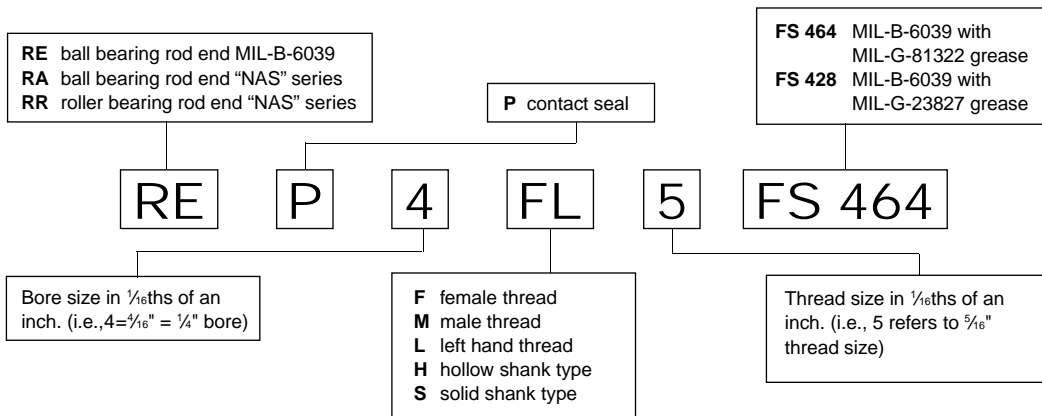 RE ball bearing rod end MIL-B-6039
RA ball bearing rod end “NAS” series
RR roller bearing rod end “NAS” series
P contact seal
FS 464 MIL-B-6039 with
MIL-G-81322 grease
FS 428 MIL-B-6039 with
MIL-G-23827 grease
RE P 4 FL 5 FS 464
Bore size in 1⁄16ths of an
inch. (i.e.,4=4⁄16" = 1⁄4" bore)
F female thread
M male thread
L left hand thread
H hollow shank type
S solid shank type
Thread size in 1⁄16ths of an
inch. (i.e., 5 refers to 5⁄16"
thread size)